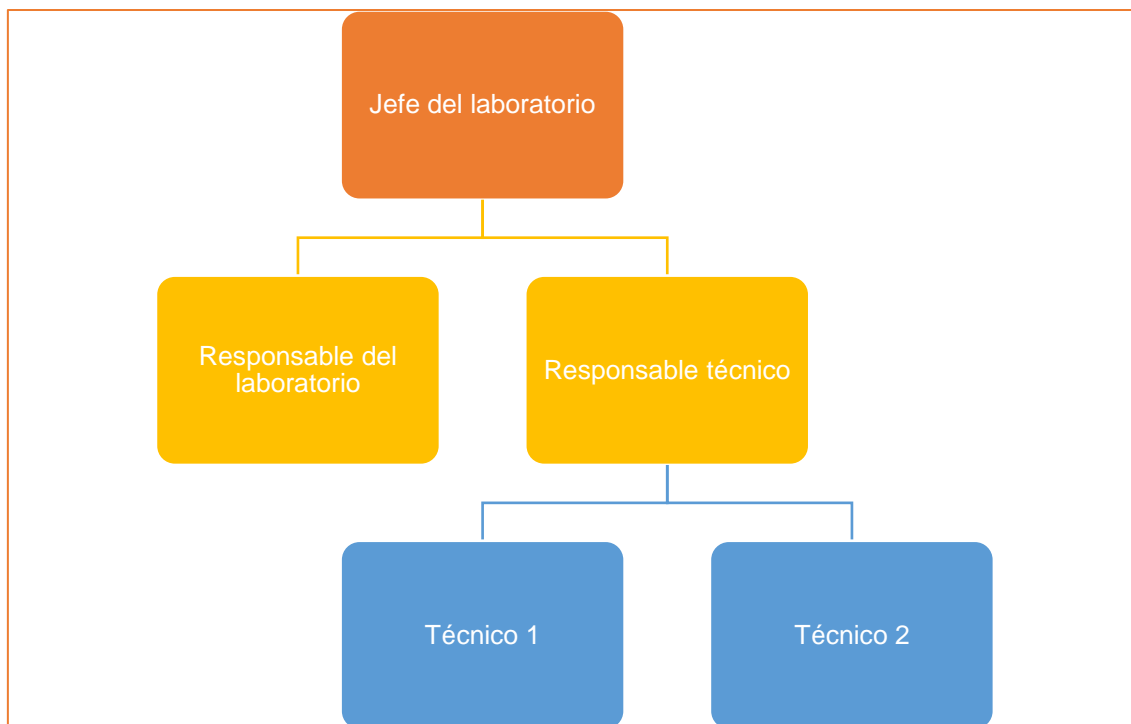 Jefe del laboratorio
Responsable del
laboratorio
Responsable técnico
Técnico 1
Técnico 2